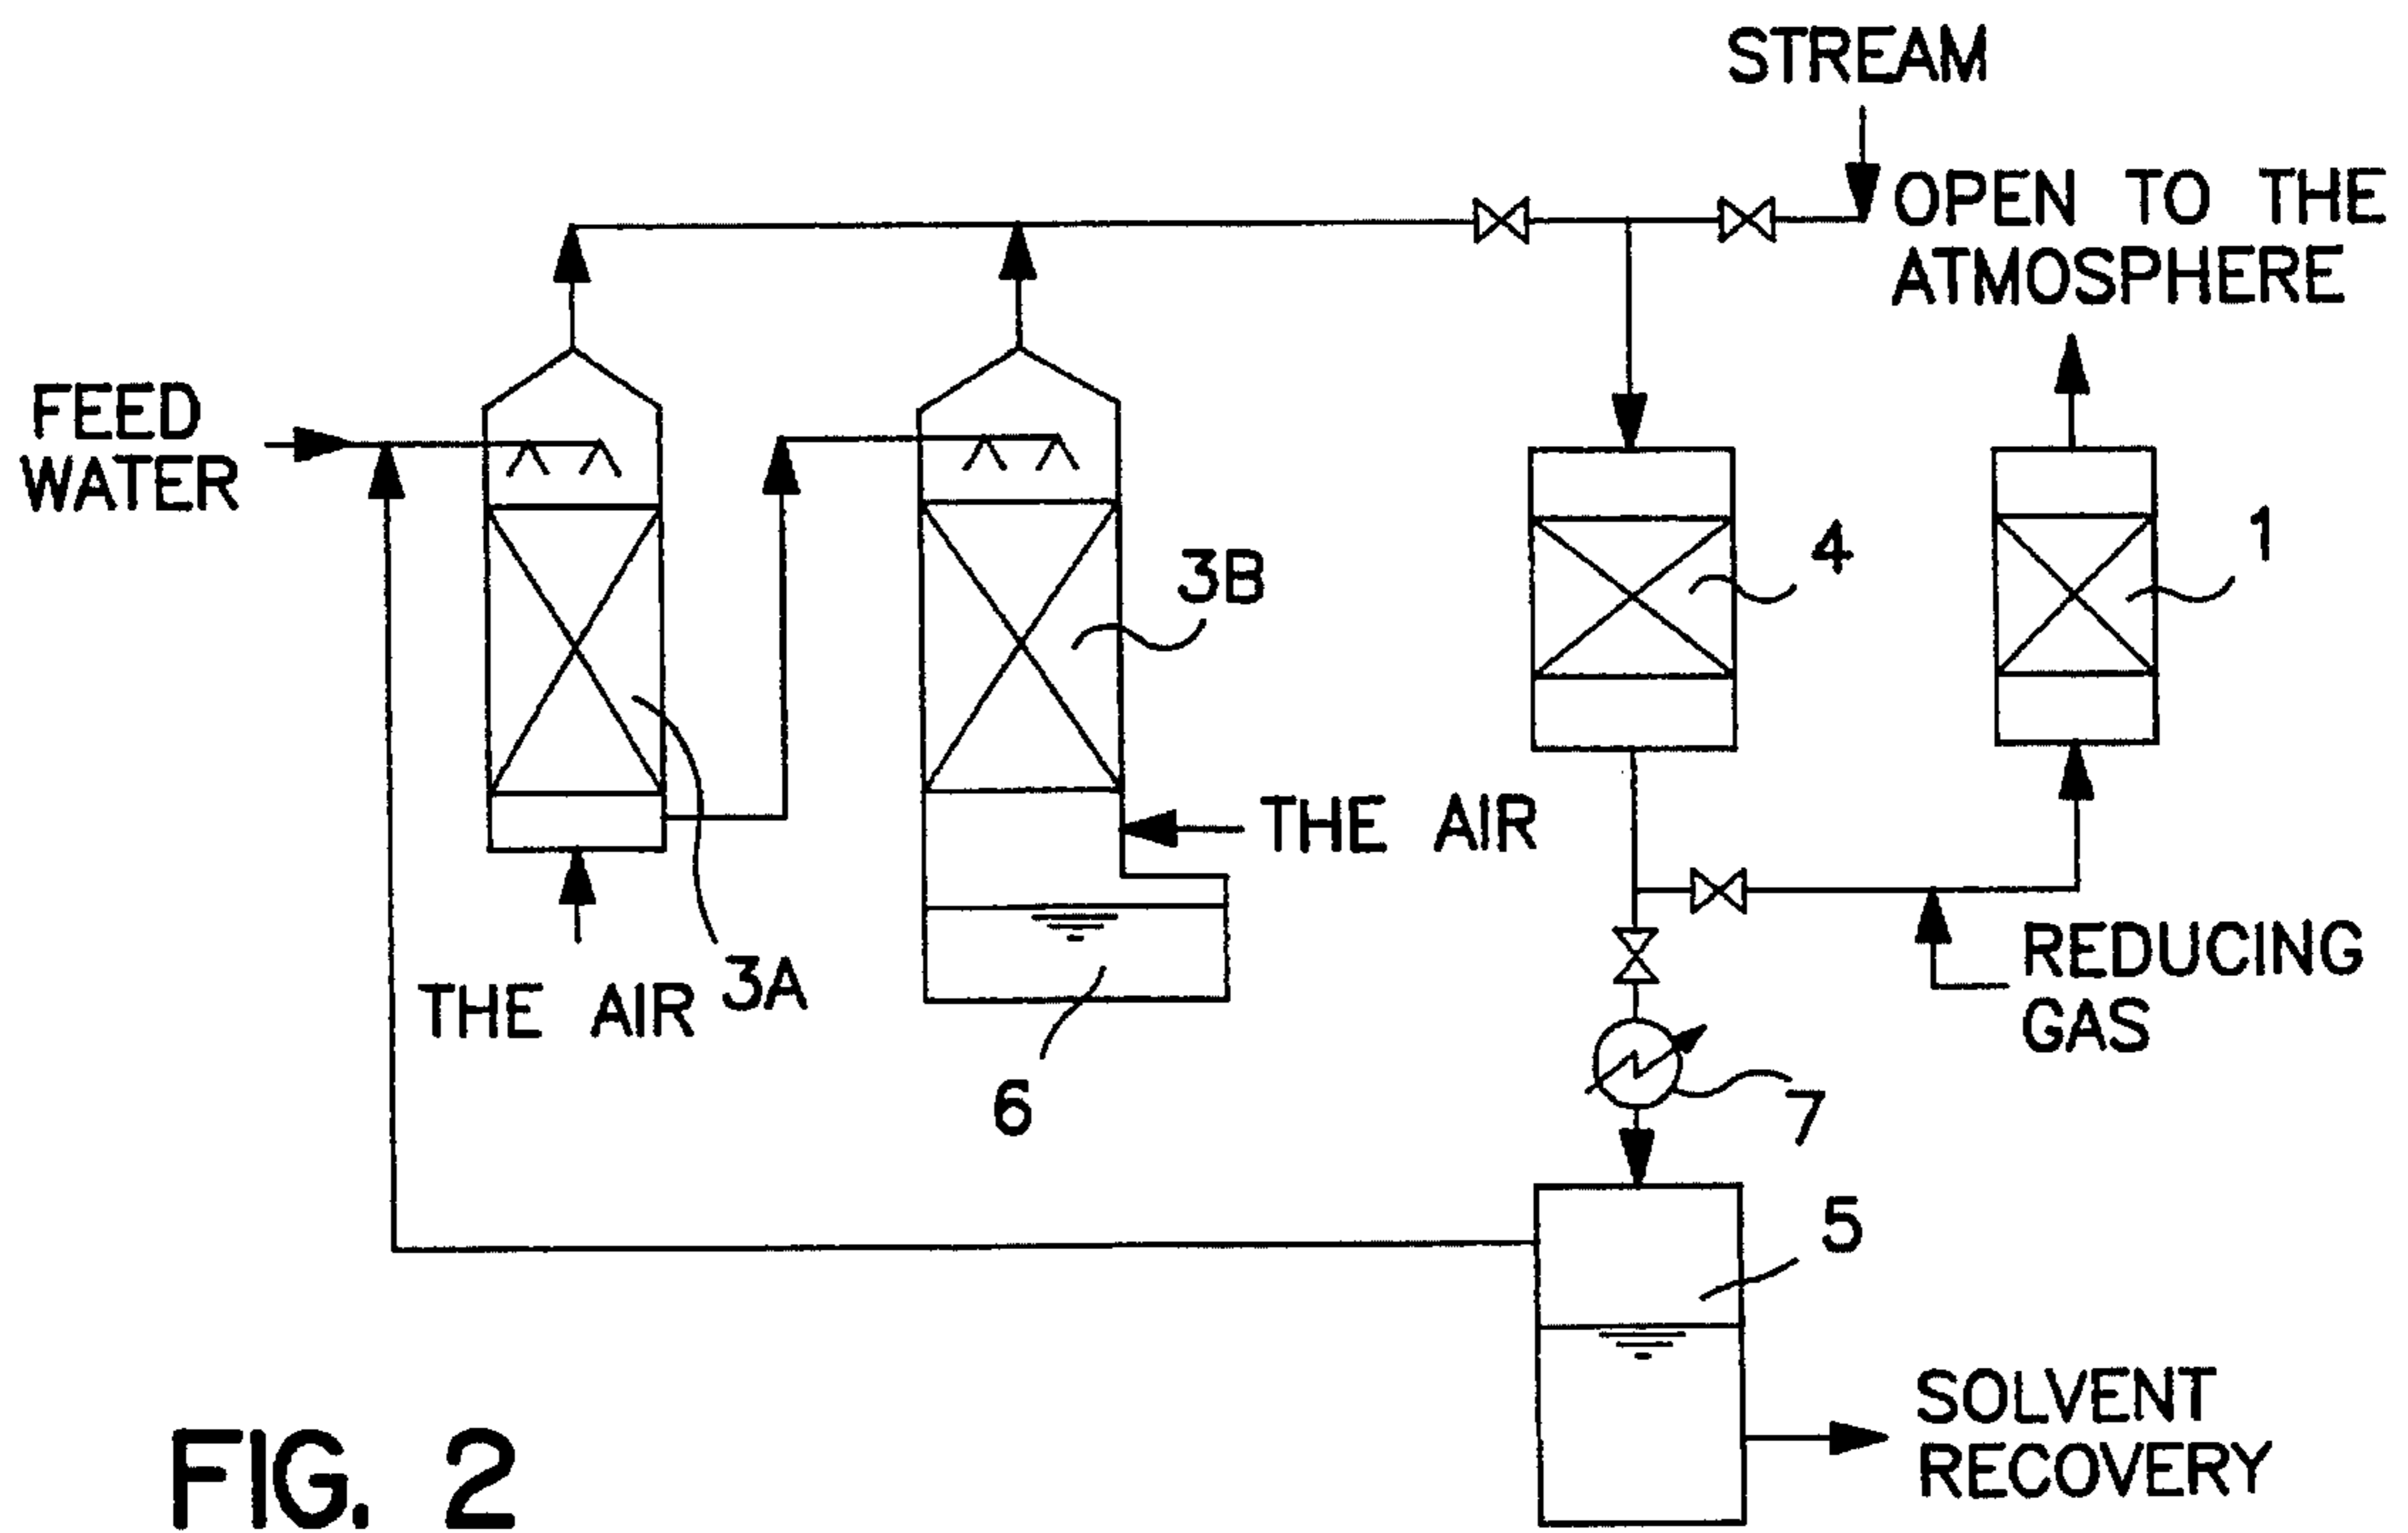 STREAM
OPEN TO THE
ATMOSPHERE
FEED
WATER
1
4
3B
THE AIR
THE AIR
3A
REDUCING
GAS
6
7
5
SOLVENT
RECOVERY
FIG. 2